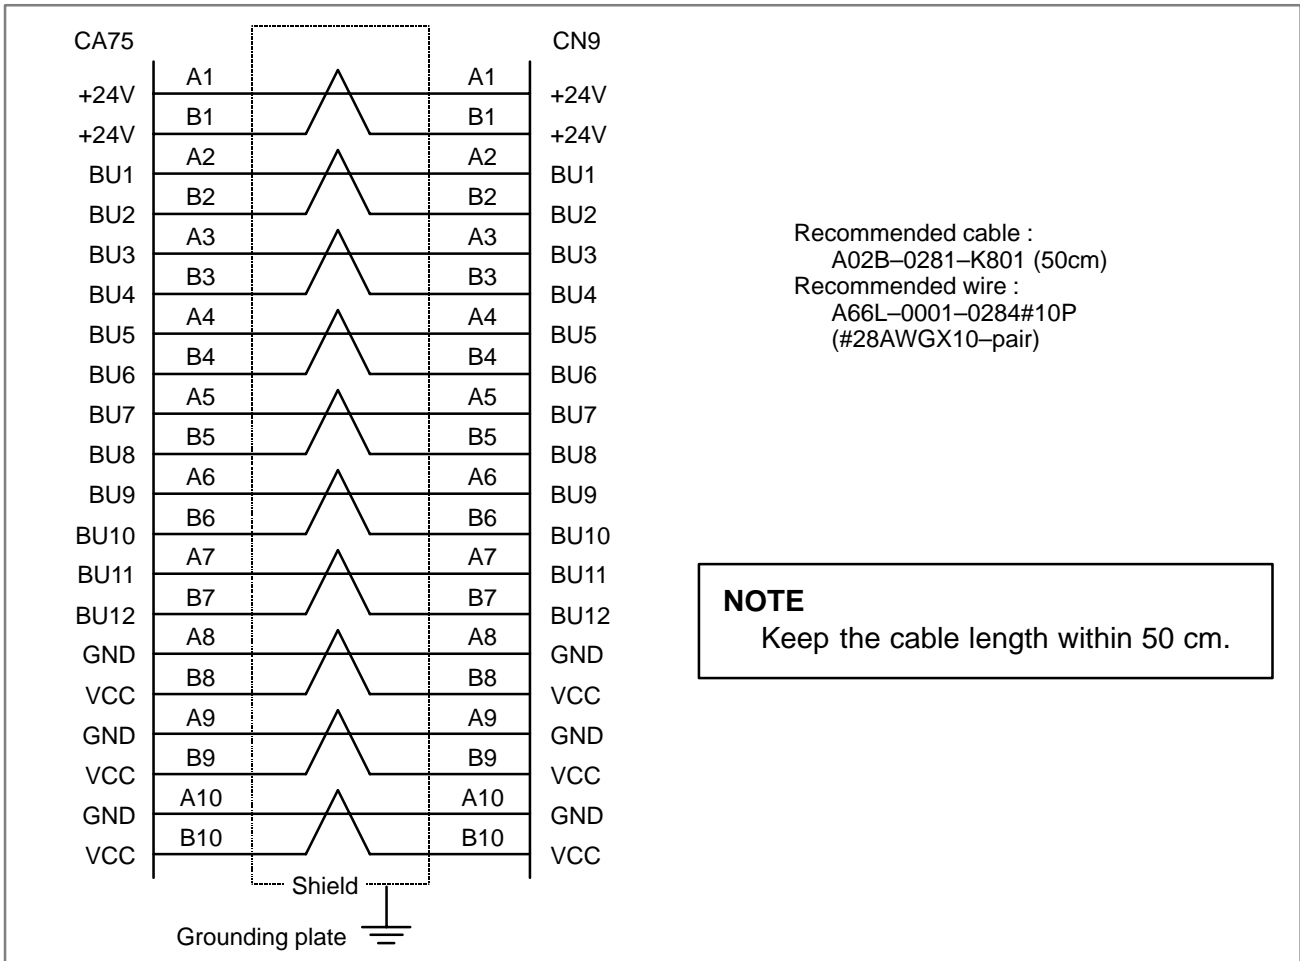 CA75 CN9
A1 A1
+24V +24V
B1 B1
+24V +24V
A2 A2
BU1 BU1
B2 B2
BU2 BU2
A3 A3
BU3 BU3
B3 B3
BU4 BU4
A4 A4
BU5 BU5
B4 B4
BU6 BU6
A5 A5
BU7 BU7
B5 B5
BU8 BU8
A6 A6
BU9 BU9
B6 B6
BU10 BU10
A7 A7
BU11 BU11
B7 B7
BU12 BU12
A8 A8
GND GND
B8 B8
VCC VCC
A9 A9
GND GND
B9 B9
VCC VCC
A10 A10
GND GND
B10 B10
VCC VCC
Shield
Grounding plate
Recommended cable :
A02B–0281–K801 (50cm)
Recommended wire :
A66L–0001–0284#10P
(#28AWGX10–pair)
NOTE
Keep the cable length within 50 cm.